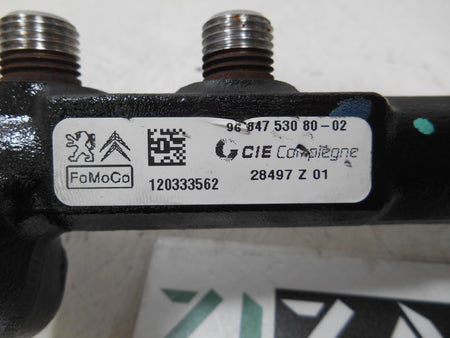 96 847 530 80-02
CIE Compiègne
FoMoCo
120333562
28497 Z 01